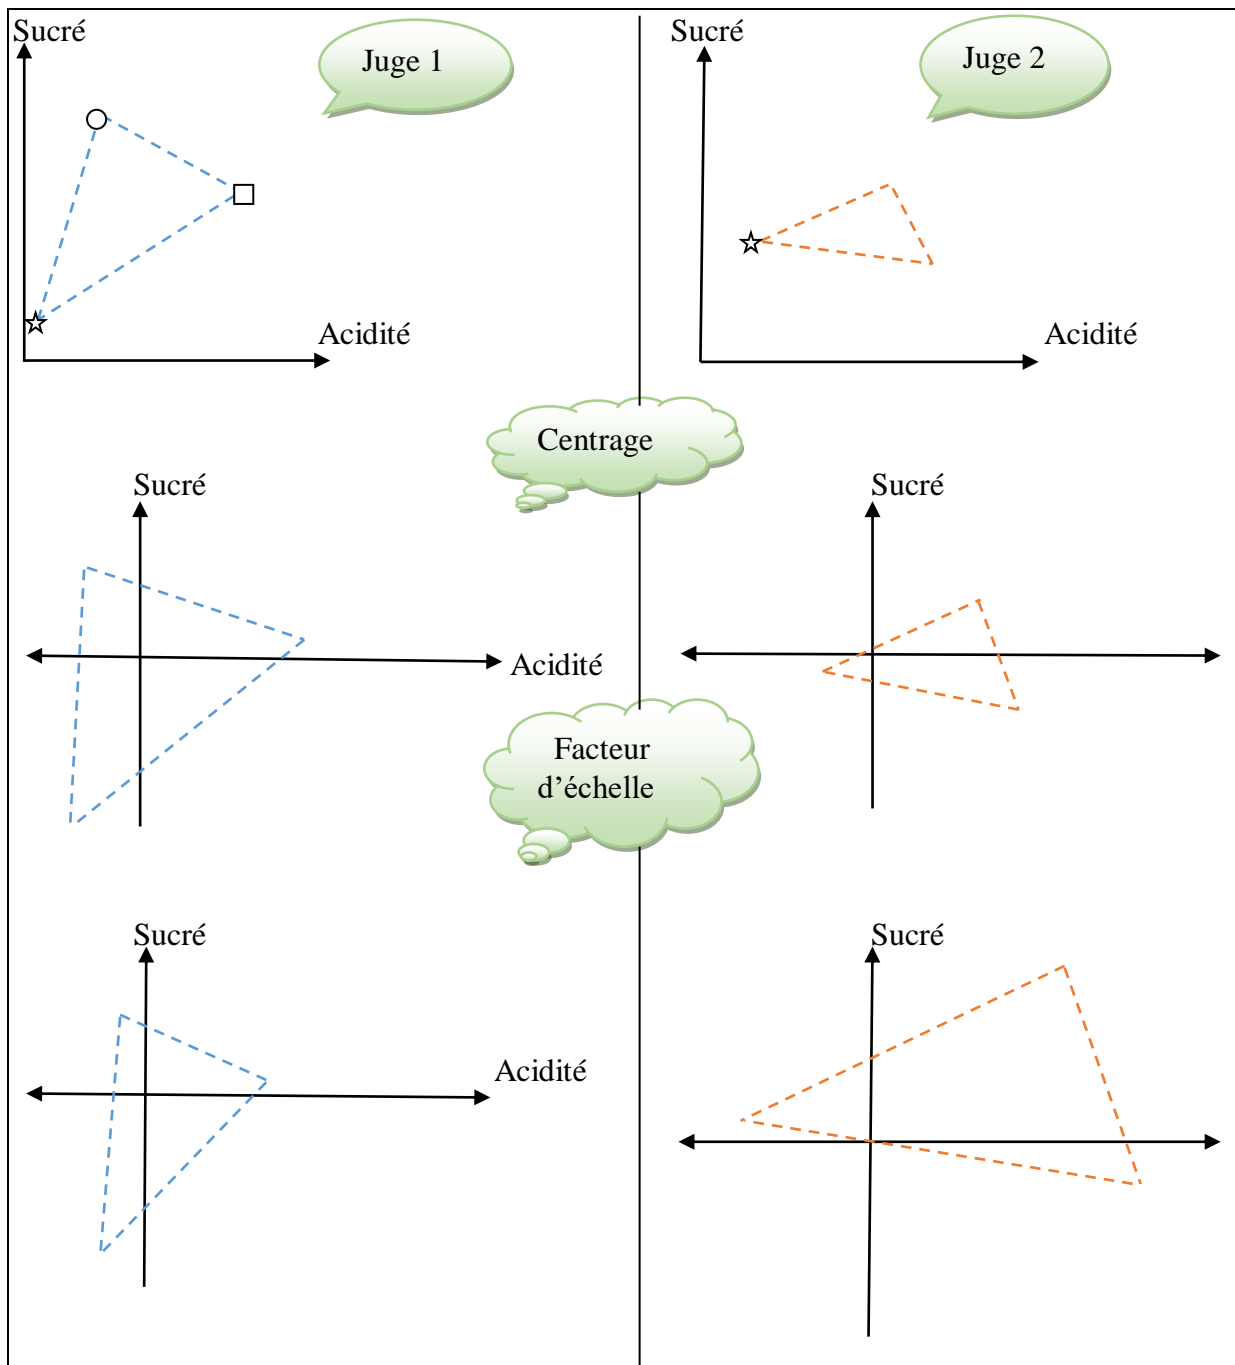 Sucré
Juge 1
Acidité
Sucré
Juge 2
Acidité
Centrage
Sucré
Acidité
Sucré
Facteur
d’échelle
Sucré
Acidité
Sucré